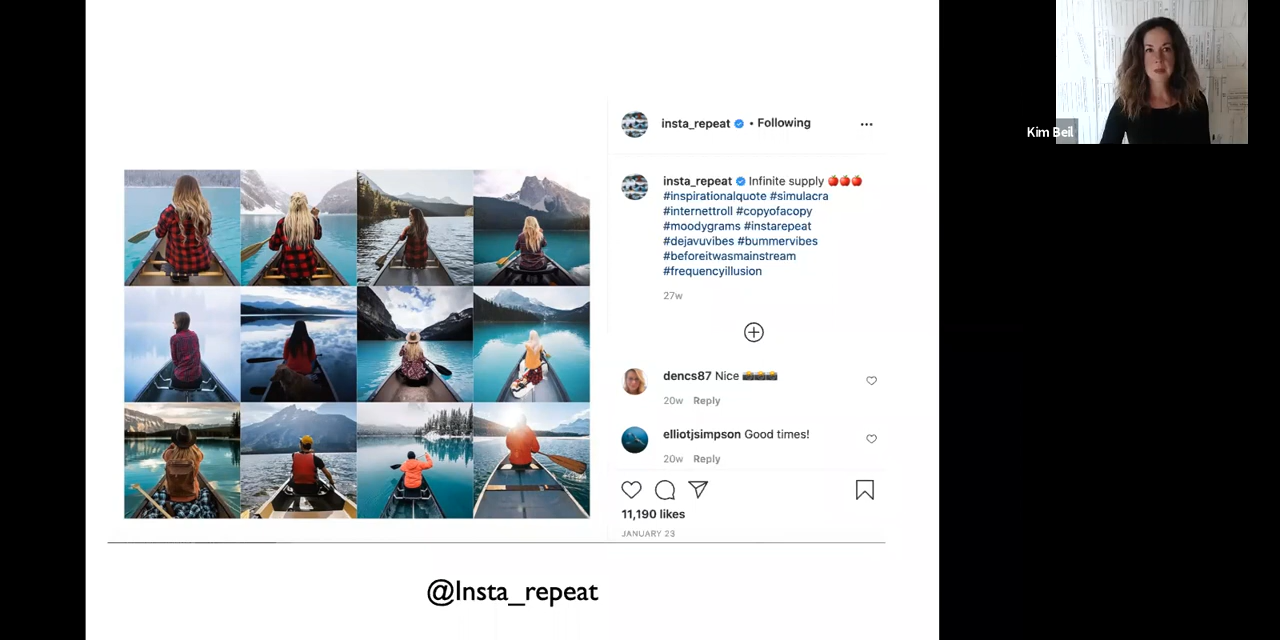 insta_repeat • Following
insta_repeat Infinite supply 🍎🍎🍎
#inspirationalquote #simulacra
#internettroll #copyofacopy
#moodygrams #instarepeat
#dejavuvibes #bummervibes
#beforeitwasmainstream
#frequencyillusion
27w
dencs87 Nice 📸📸📸
20w Reply
elliotjsimpson Good times!
20w Reply
11,190 likes
JANUARY 23
@Insta_repeat
Kim Beil